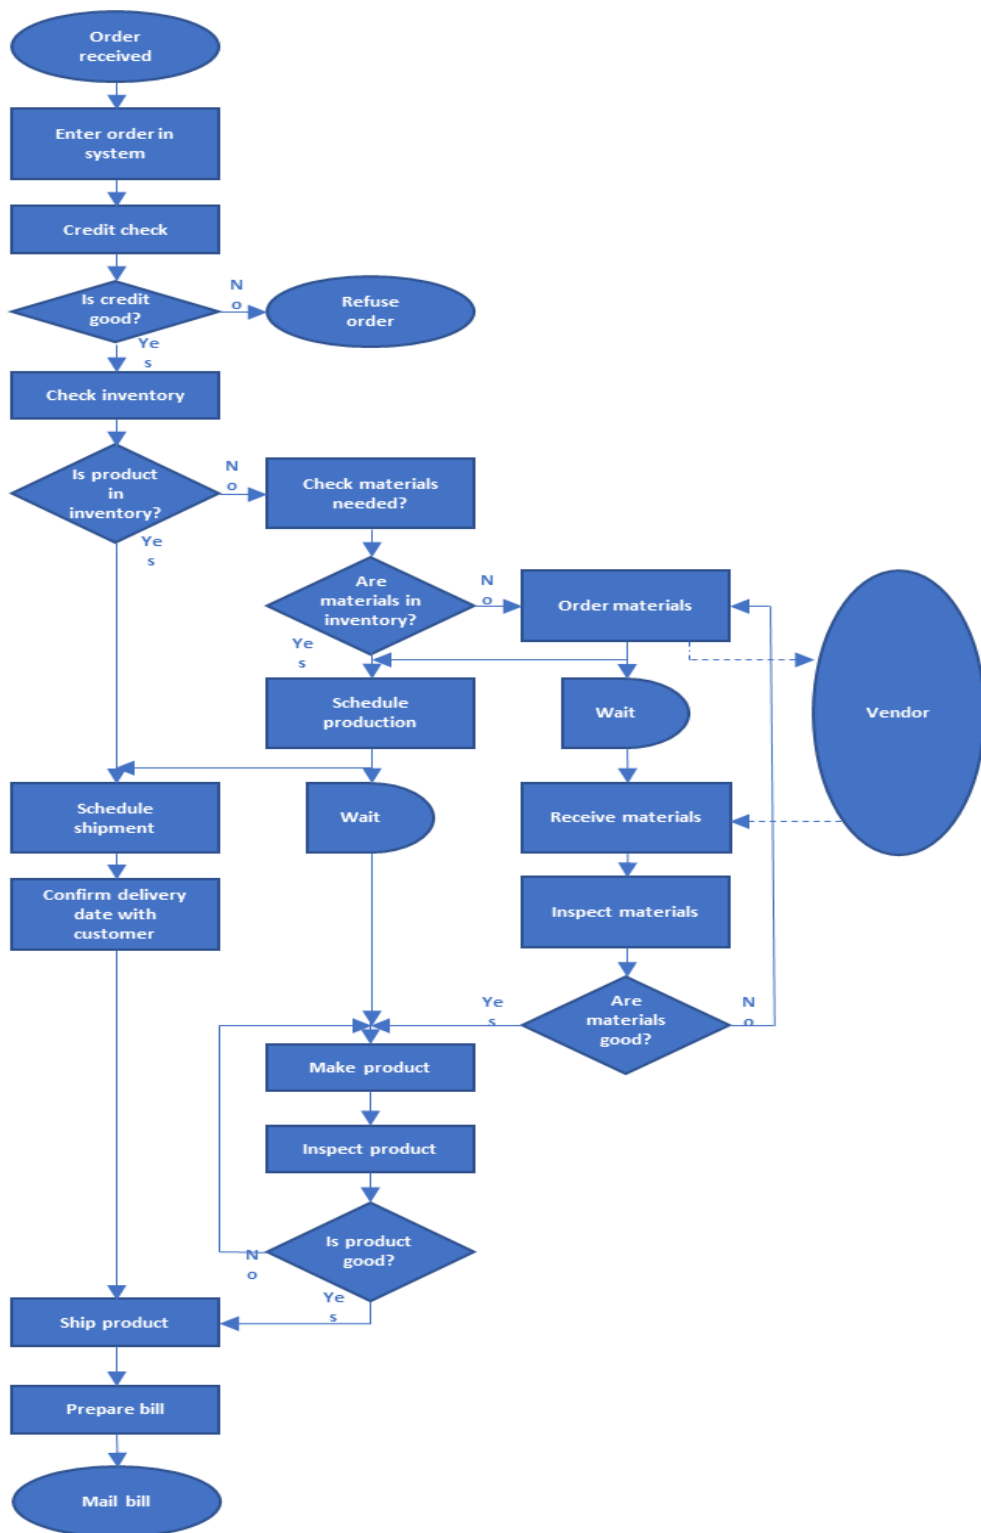 Order
received
Enter order in
system
Credit check
Is credit
good?
N
o
Refuse
order
Ye
s
Check inventory
Is product
in
inventory?
N
o
Check materials
needed?
Ye
s
Are
materials in
inventory?
N
o
Order materials
Ye
s
Schedule
production
Wait
Vendor
Schedule
shipment
Wait
Receive materials
Confirm delivery
date with
customer
Inspect materials
Are
materials
good?
Ye
s
N
o
Make product
Inspect product
Is product
good?
N
o
Ye
s
Ship product
Prepare bill
Mail bill